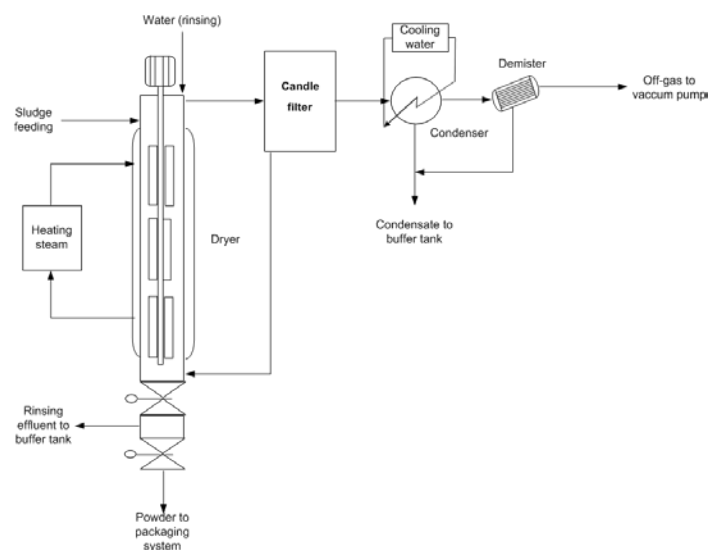 Water (rinsing)
Cooling
water
Candle
filter
Demister
Off-gas to
vaccum pump
Sludge
feeding
Condenser
Heating
steam
Dryer
Condensate to
buffer tank
Rinsing
effluent to
buffer tank
Powder to
packaging
system